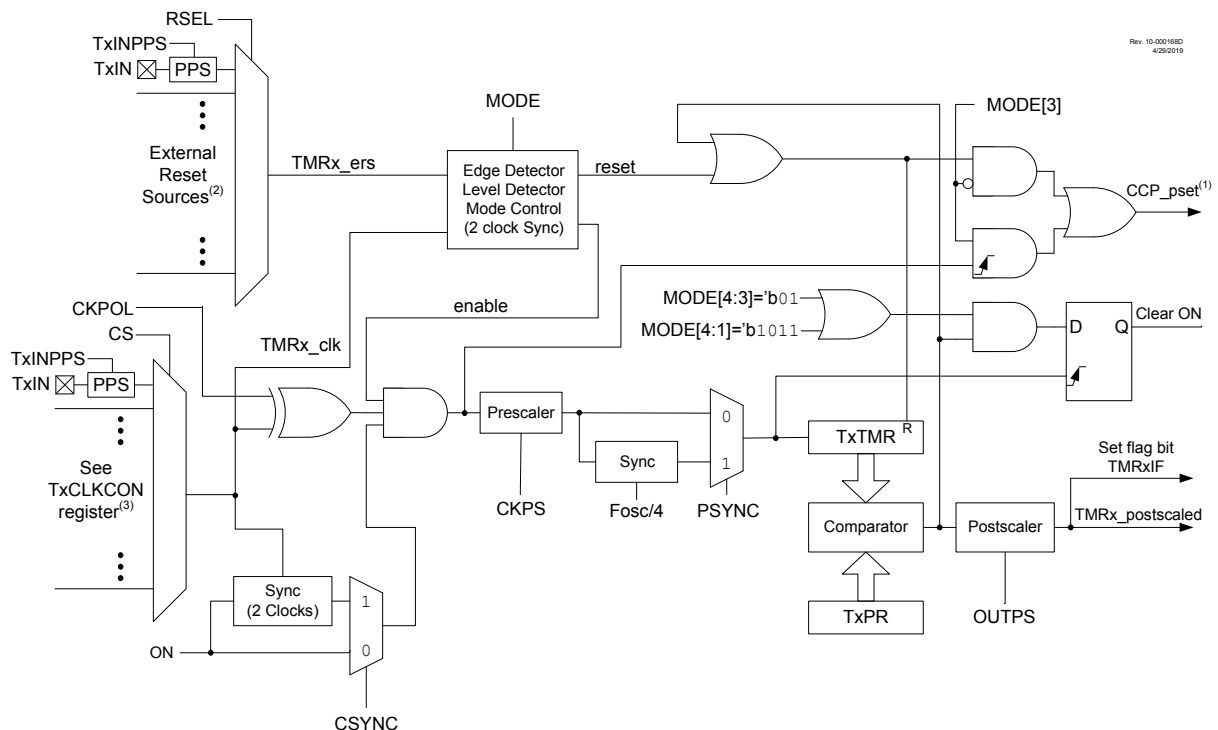 RSEL
TxINPPS
TxIN
PPS
Rev. 10-000168D
4/29/2019
MODE
MODE[3]
External
Reset
Sources(2)
TMRx_ers
Edge Detector
Level Detector
Mode Control
(2 clock Sync)
reset
CCP_pset(1)
CKPOL
CS
enable
MODE[4:3]='b01
MODE[4:1]='b1011
D
Q
Clear ON
TxINPPS
TxIN
PPS
TMRx_clk
Prescaler
0
1
Sync
TxTMR
R
See
TxCLKCON
register(3)
CKPS
Fosc/4
PSYNC
Set flag bit
TMRxIF
Comparator
Postscaler
TMRx_postscaled
Sync
(2 Clocks)
1
0
TxPR
OUTPS
ON
CSYNC